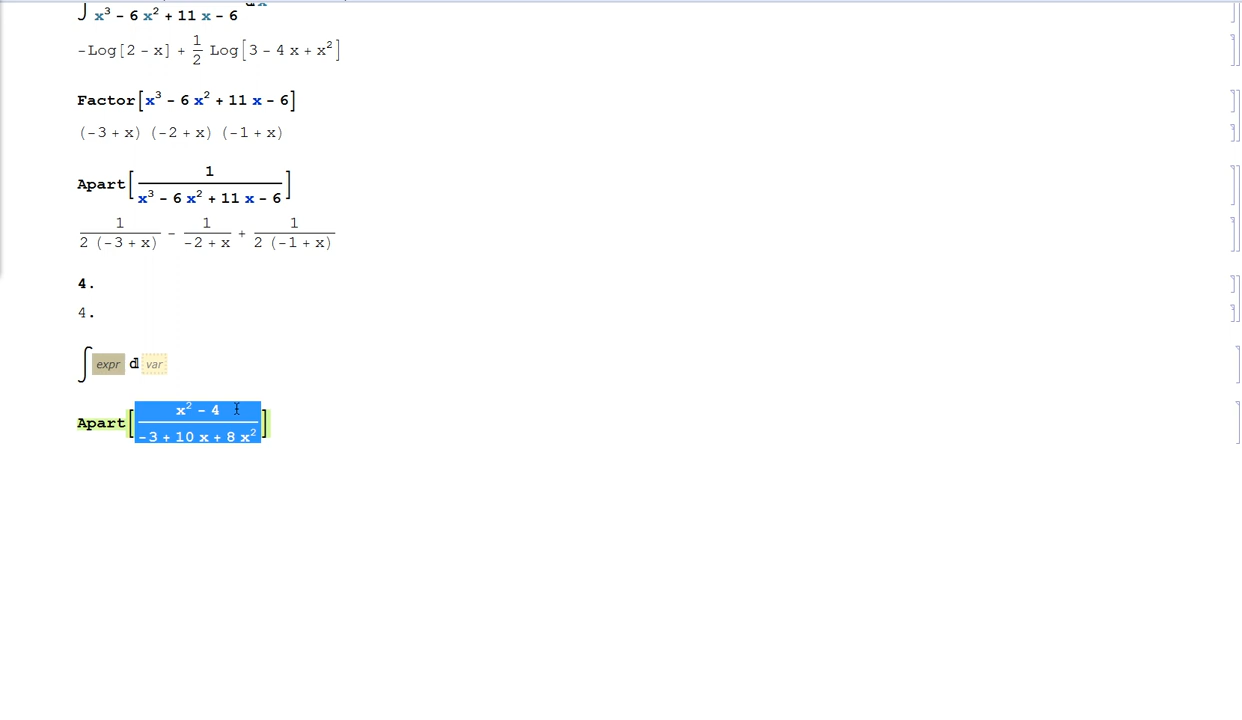 ∫ 1/(x³ - 6 x² + 11 x - 6) ⅆx
-Log[2 - x] + 1/2 Log[3 - 4 x + x²]
Factor[x³ - 6 x² + 11 x - 6]
(-3 + x) (-2 + x) (-1 + x)
Apart[1/(x³ - 6 x² + 11 x - 6)]
1/(2 (-3 + x)) - 1/(-2 + x) + 1/(2 (-1 + x))
4.
4.
∫ expr ⅆ var
Apart[(x² - 4)/(-3 + 10 x + 8 x²)]